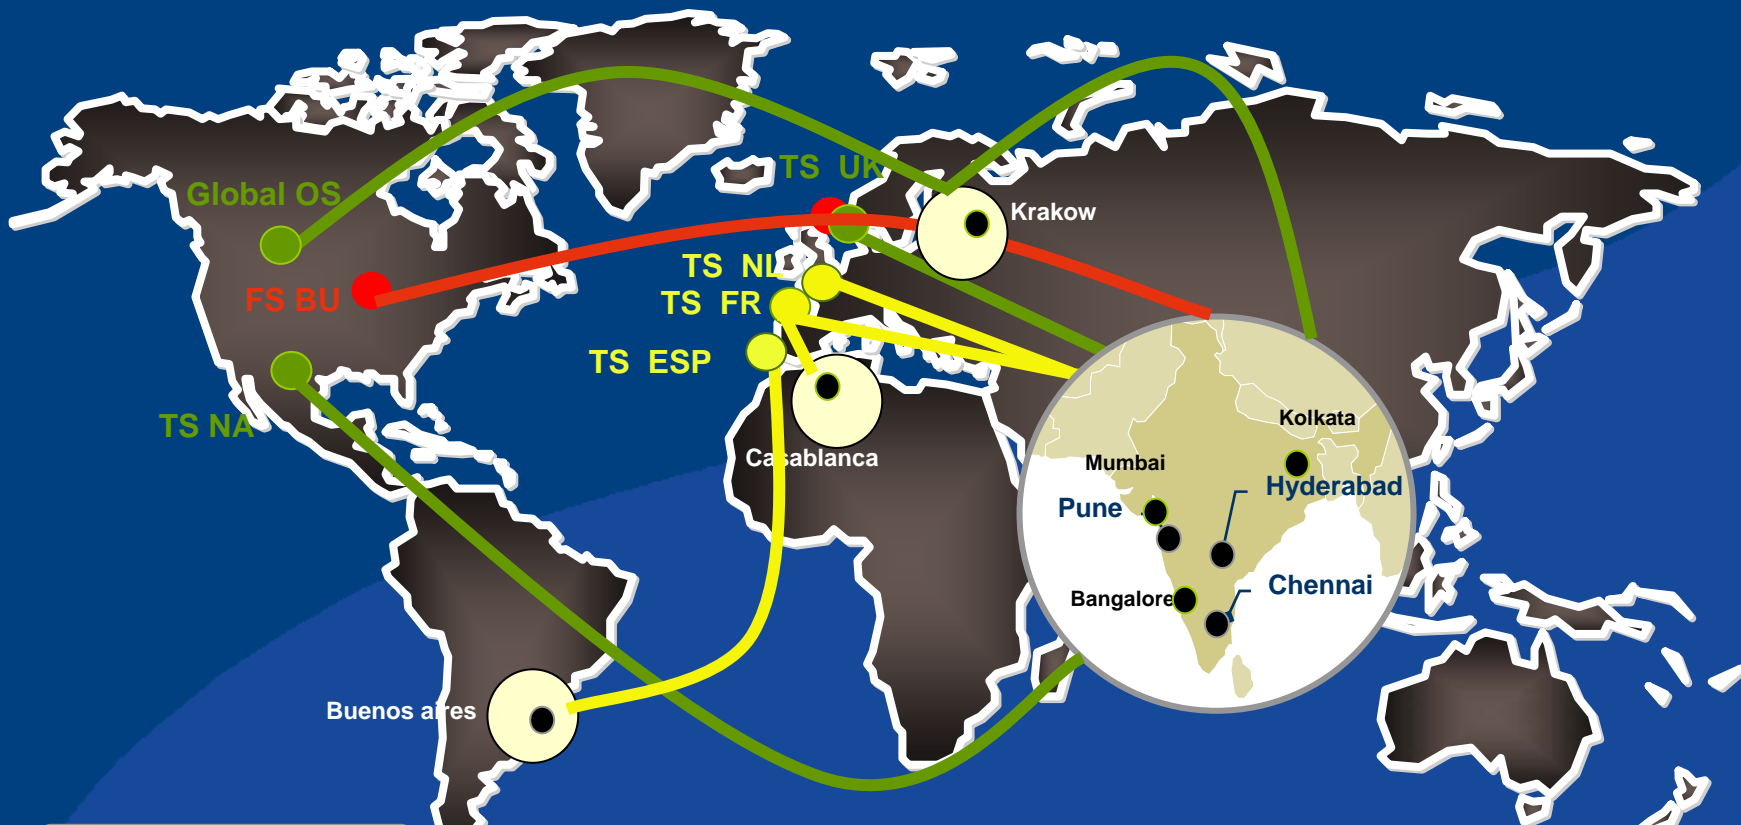 TS UK
Global OS
Krakow
TS NL
FS BU
TS FR
TS ESP
TS NA
Kolkata
Casablanca
Mumbai
Hyderabad
Pune
Chennai
Bangalore
Buenos aires